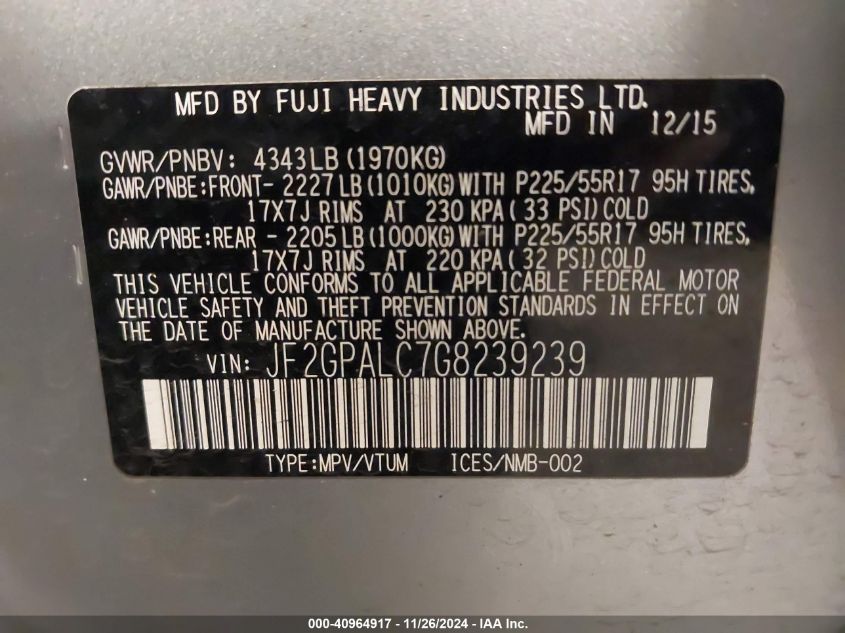 MFD BY FUJI HEAVY INDUSTRIES LTD.
MFD IN 12/15
GVWR/PNBV: 4343LB (1970KG)
GAWR/PNBE:FRONT- 2227LB(1010KG)WITH P225/55R17 95H TIRES,
17X7J RIMS AT 230 KPA( 33 PSI)COLD
GAWR/PNBE:REAR - 2205LB(1000KG)WITH P225/55R17 95H TIRES,
17X7J RIMS AT 220 KPA( 32 PSI)COLD
THIS VEHICLE CONFORMS TO ALL APPLICABLE FEDERAL MOTOR
VEHICLE SAFETY AND THEFT PREVENTION STANDARDS IN EFFECT ON
THE DATE OF MANUFACTURE SHOWN ABOVE.
VIN: JF2GPALC7G8239239
TYPE:MPV/VTUM ICES/NMB-002
000-40964917 - 11/26/2024 - IAA Inc.